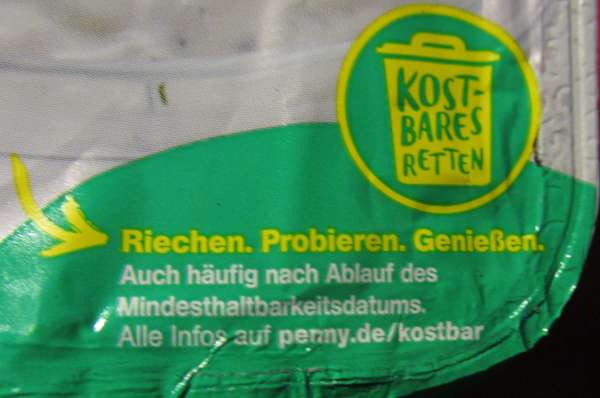 KOST-
BARES
RETTEN
Riechen. Probieren. Genießen.
Auch häufig nach Ablauf des
Mindesthaltbarkeitsdatums.
Alle Infos auf penny.de/kostbar